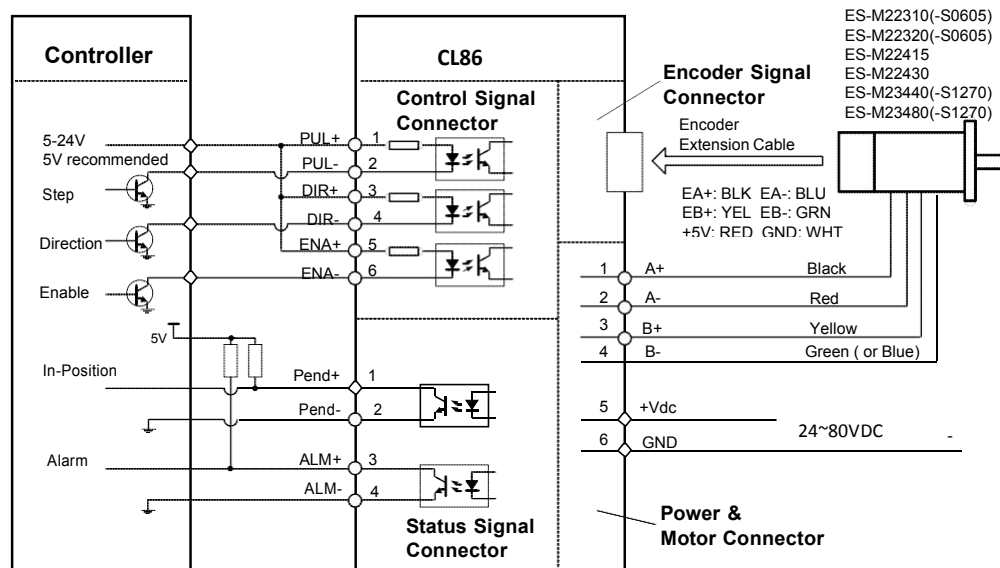 Controller
5-24V
5V recommended
Step
Direction
Enable
5V
In-Position
Alarm
CL86
Control Signal
Connector
PUL+ 1
PUL- 2
DIR+ 3
DIR- 4
ENA+ 5
ENA- 6
Pend+ 1
Pend- 2
ALM+ 3
ALM- 4
Status Signal
Connector
Encoder Signal
Connector
Encoder
Extension Cable
EA+: BLK EA-: BLU
EB+: YEL EB-: GRN
+5V: RED GND: WHT
ES-M22310(-S0605)
ES-M22320(-S0605)
ES-M22415
ES-M22430
ES-M23440(-S1270)
ES-M23480(-S1270)
1 A+ Black
2 A- Red
3 B+ Yellow
4 B- Green ( or Blue)
5 +Vdc
24~80VDC -
6 GND
Power &
Motor Connector